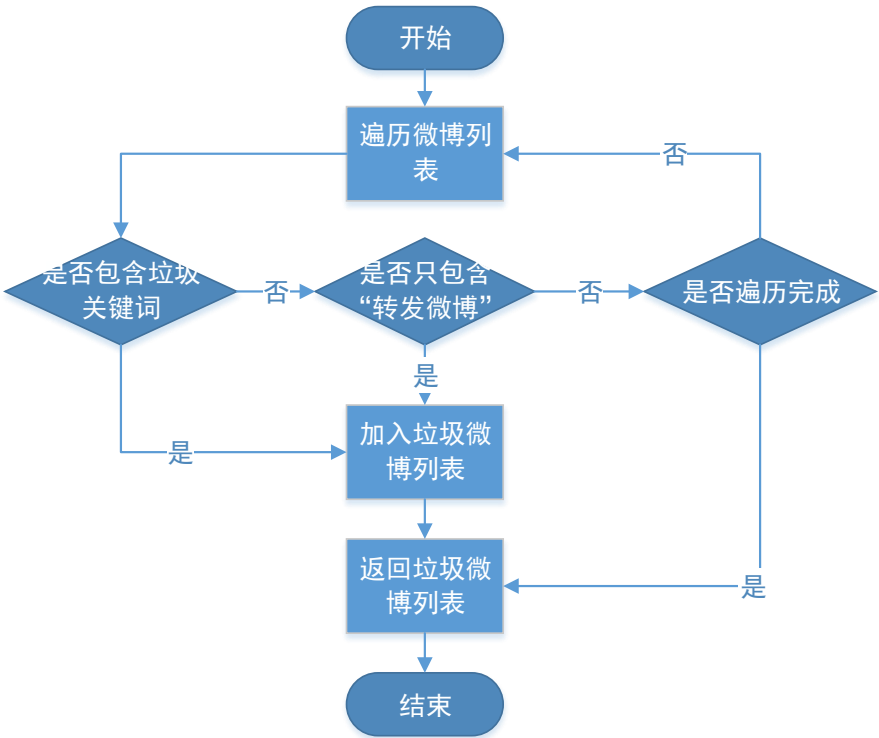 开始
遍历微博列
表
否
是否包含垃圾
关键词
否
是否只包含
“转发微博”
否
是否遍历完成
是
加入垃圾微
博列表
是
返回垃圾微
博列表
是
结束